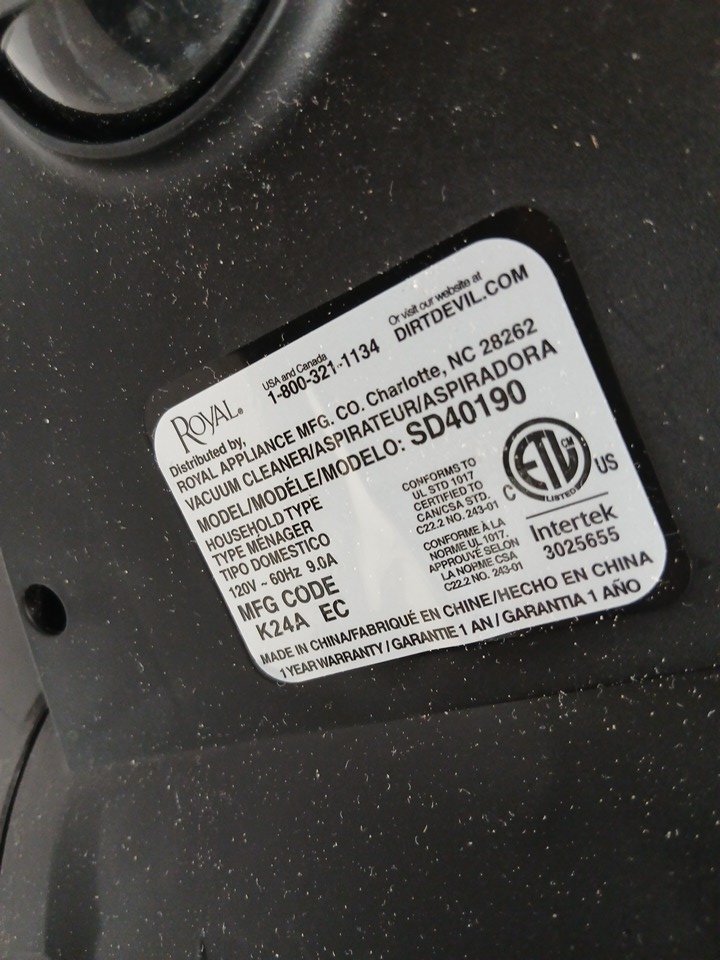 ROYAL®
USA and Canada
1-800-321-1134
Or visit our website at
DIRTDEVIL.COM
Distributed by,
ROYAL APPLIANCE MFG. CO. Charlotte, NC 28262
VACUUM CLEANER/ASPIRATEUR/ASPIRADORA
MODEL/MODÉLE/MODELO: SD40190
HOUSEHOLD TYPE
TYPE MÉNAGER
TIPO DOMESTICO
120V ~ 60Hz 9.0A
MFG CODE
K24A EC
CONFORMS TO
UL STD 1017
CERTIFIED TO
CAN/CSA STD.
C22.2 NO. 243-01
CONFORME À LA
NORME UL 1017,
APPROUVÉ SELON
LA NORME CSA
C22.2 NO. 243-01
ETL CM
LISTED
C US
Intertek
3025655
MADE IN CHINA/FABRIQUÉ EN CHINE/HECHO EN CHINA
1 YEAR WARRANTY / GARANTIE 1 AN / GARANTIA 1 AÑO